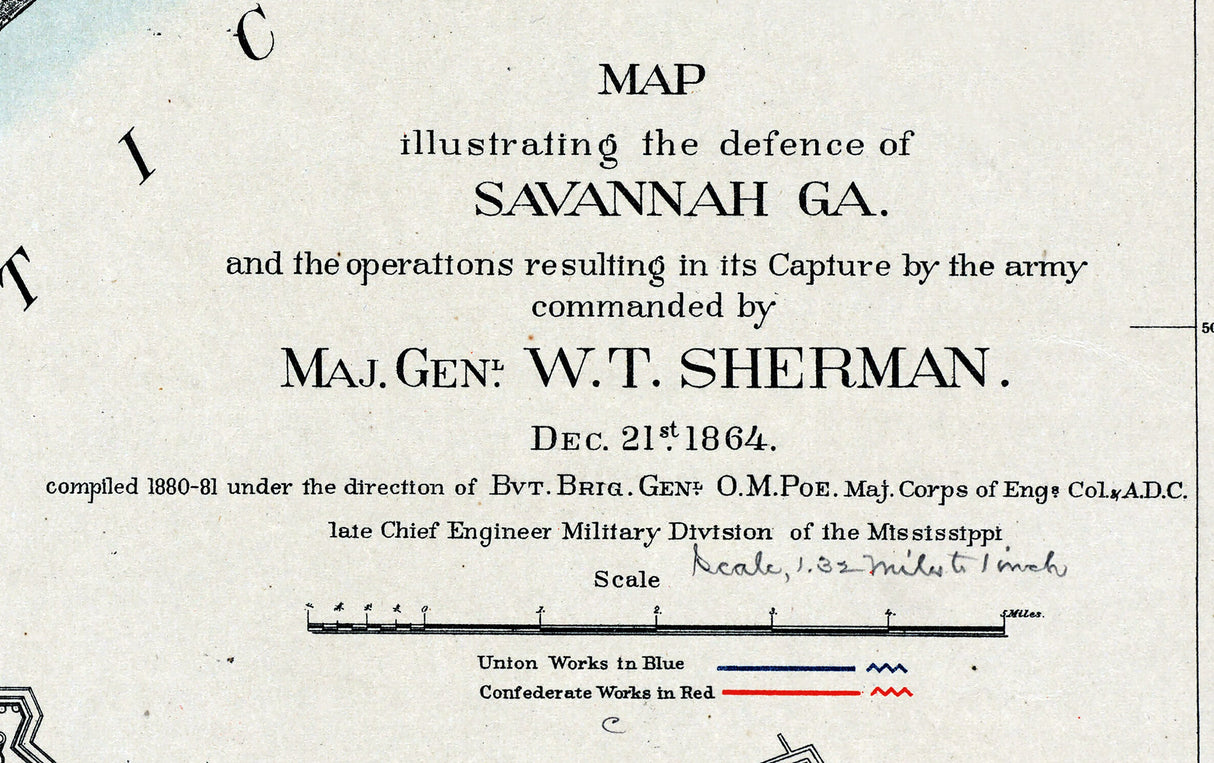 C
I
T
MAP
illustrating the defence of
SAVANNAH GA.
and the operations resulting in its Capture by the army
commanded by
MAJ. GENL. W.T. SHERMAN.
DEC. 21st. 1864.
compiled 1880-81 under the direction of BVT. BRIG. GENL. O.M. POE. Maj. Corps of Engs Col. & A.D.C.
late Chief Engineer Military Division of the Mississippi
Scale, 1.32 miles to 1 inch
Scale
0. 1. 2. 3. 4. 5 Miles.
Union Works in Blue
Confederate Works in Red
C